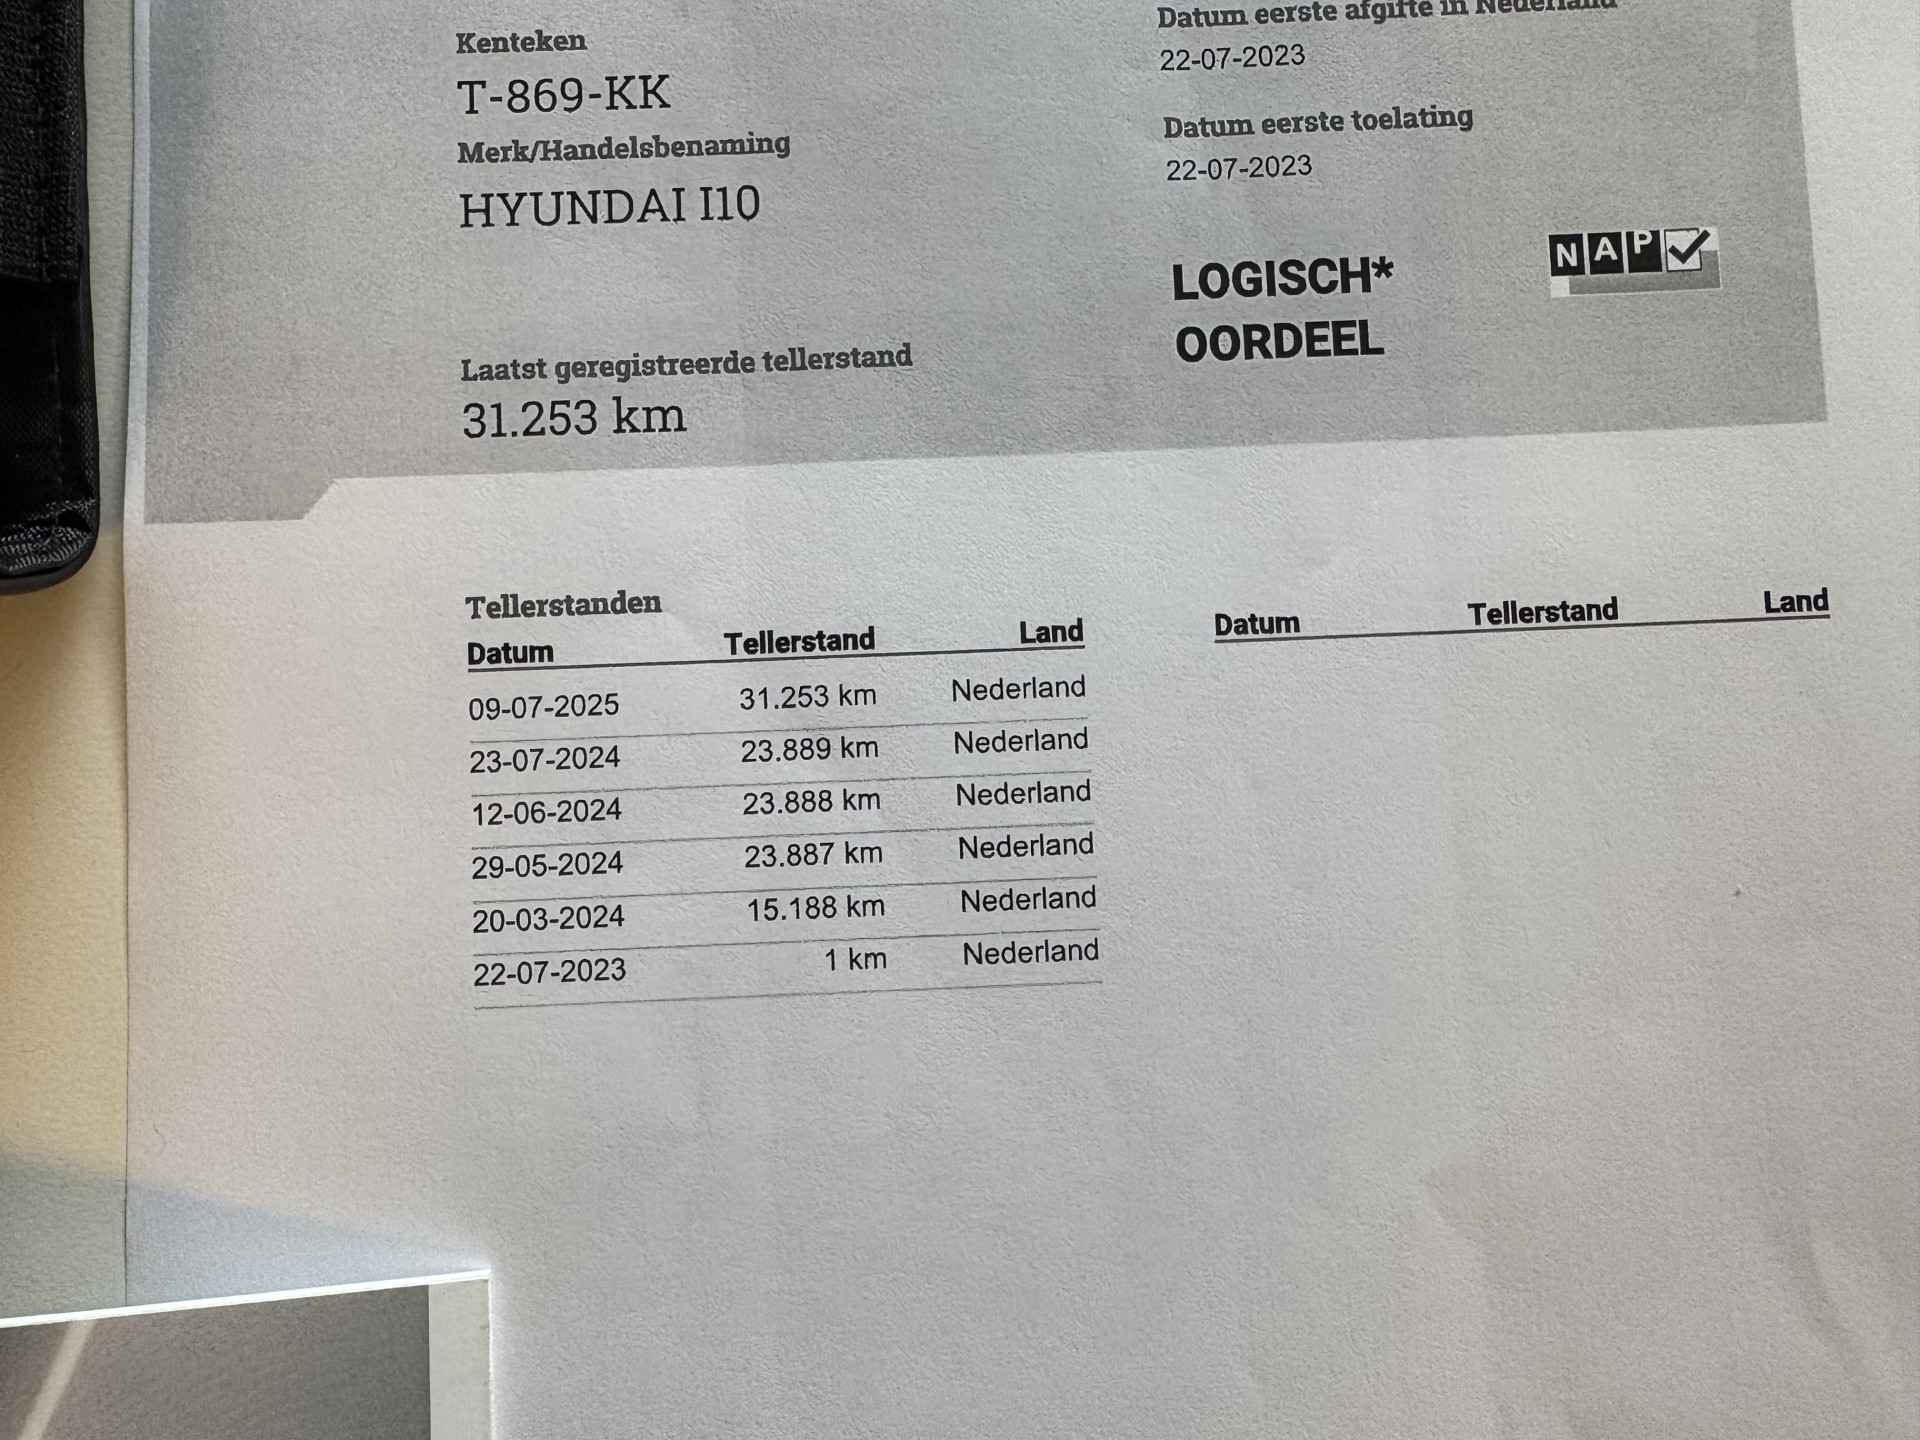 Kenteken
T-869-KK
Merk/Handelsbenaming
HYUNDAI I10
Laatst geregistreerde tellerstand
31.253 km
Datum eerste afgifte in Nederland
22-07-2023
Datum eerste toelating
22-07-2023
LOGISCH*
OORDEEL
NAP
Tellerstanden
Datum Tellerstand Land
09-07-2025 31.253 km Nederland
23-07-2024 23.889 km Nederland
12-06-2024 23.888 km Nederland
29-05-2024 23.887 km Nederland
20-03-2024 15.188 km Nederland
22-07-2023 1 km Nederland
Datum Tellerstand Land